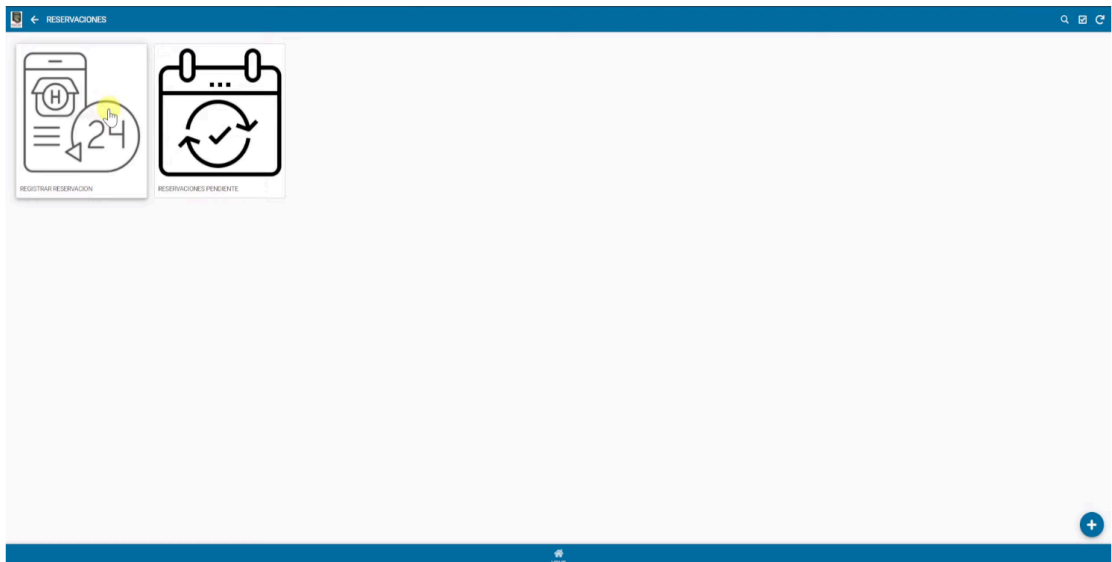 RESERVACIONES
H
24
REGISTRAR RESERVACION
RESERVACIONES PENDIENTE